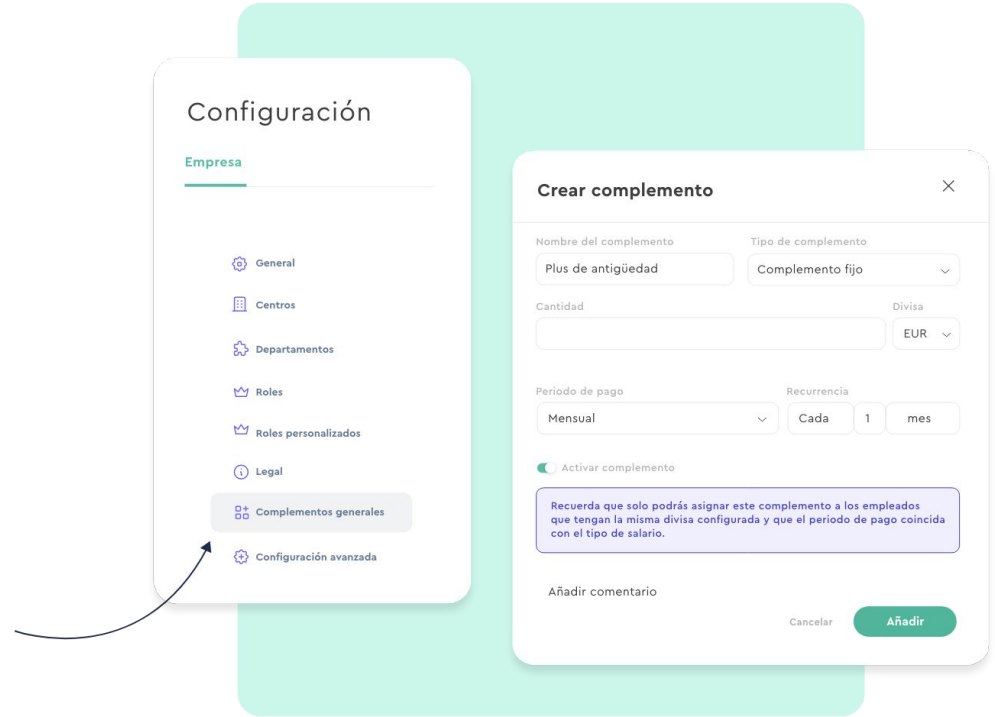 Configuración
Empresa
General
Centros
Departamentos
Roles
Roles personalizados
Legal
Complementos generales
Configuración avanzada
Crear complemento
Nombre del complemento
Tipo de complemento
Plus de antigüedad
Complemento fijo
Cantidad
Divisa
EUR
Periodo de pago
Recurrencia
Mensual
Cada
1
mes
Activar complemento
Recuerda que solo podrás asignar este complemento a los empleados
que tengan la misma divisa configurada y que el periodo de pago coincida
con el tipo de salario.
Añadir comentario
Cancelar
Añadir